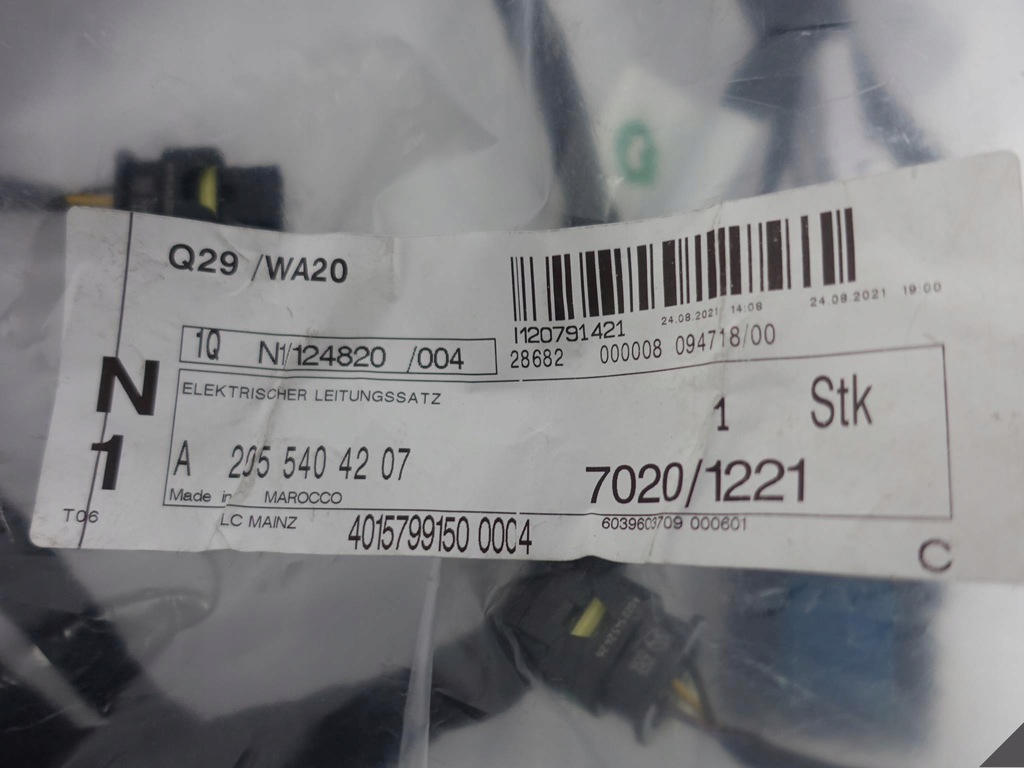 Q
Q29 /WA20
I120791421
24.08.2021 14:08
24.08.2021 19:00
28682 000008 094718/00
1Q N1/124820 /004
N 1
ELEKTRISCHER LEITUNGSSATZ
1 Stk
A 205 540 42 07
7020/1221
Made in MAROCCO
T06
LC MAINZ
4015799150 0004
6039603709 000601
C